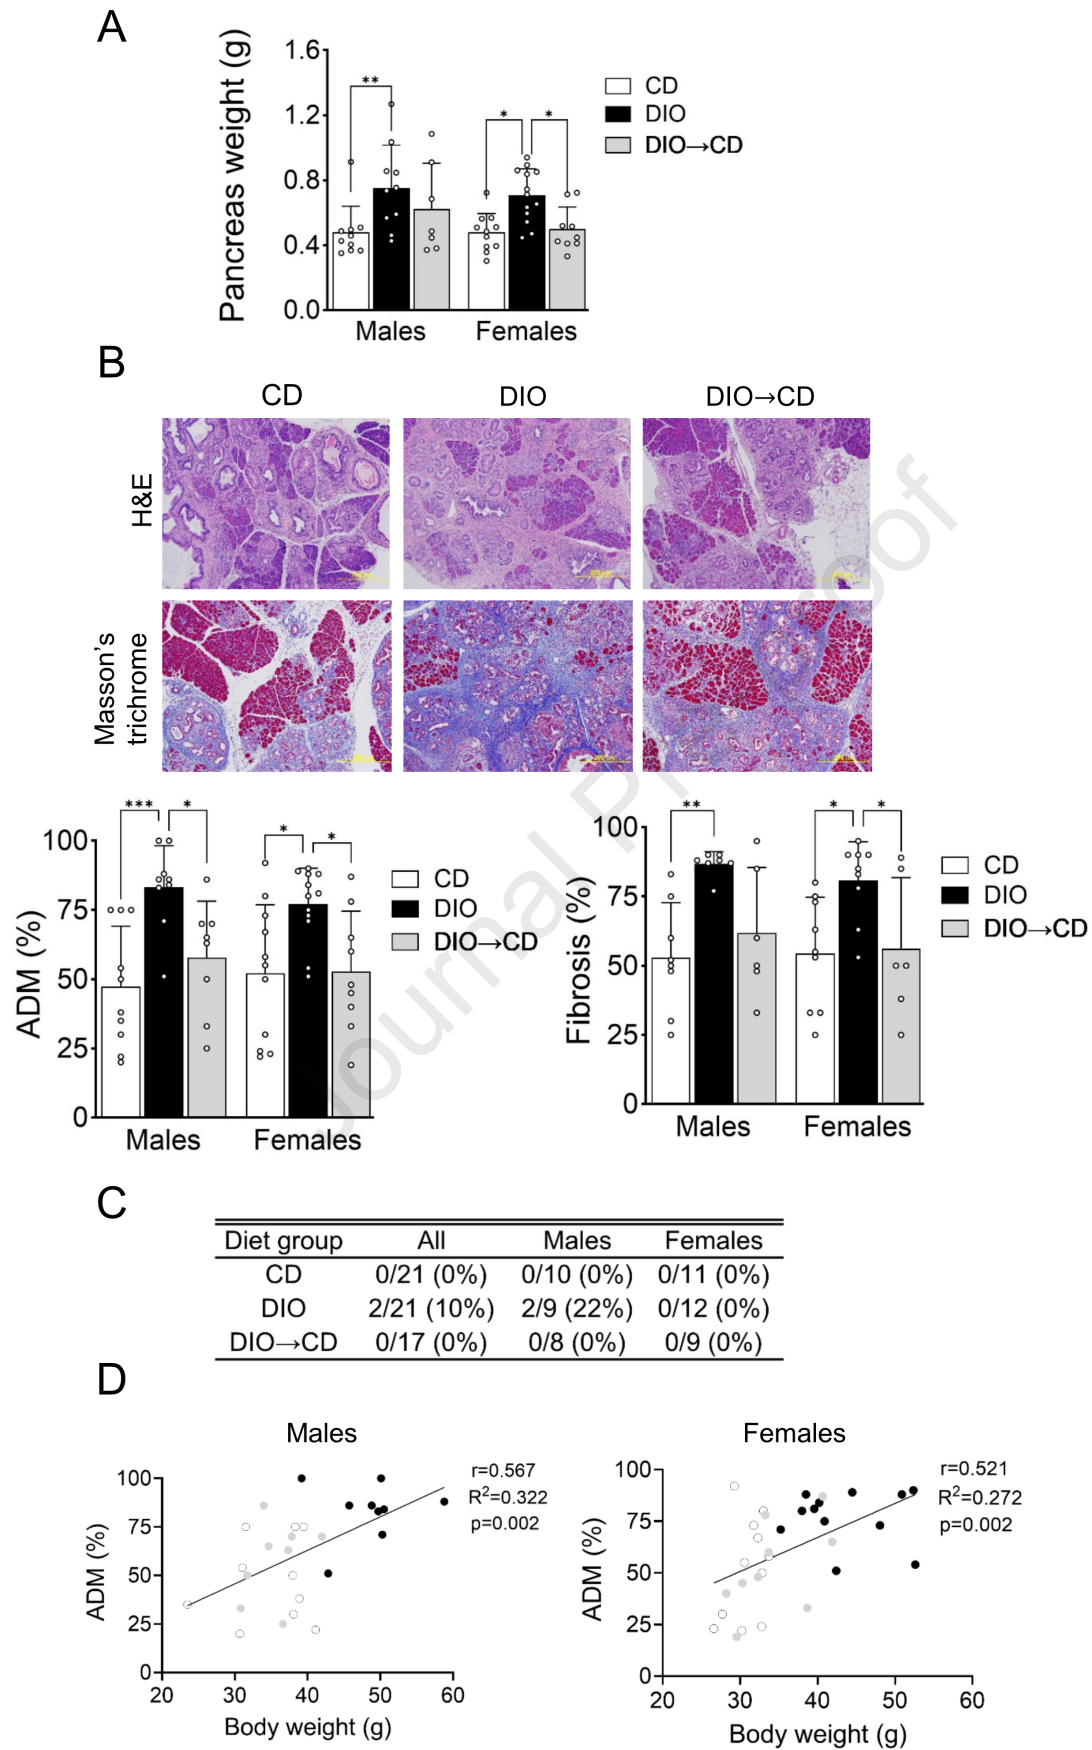 A
Pancreas weight (g)
1.6
1.2
0.8
0.4
0.0
**
*
*
Males
Females
CD
DIO
DIO→CD
B
CD
DIO
DIO→CD
H&E
Masson's
trichrome
ADM (%)
100
75
50
25
0
***
*
*
*
Males
Females
CD
DIO
DIO→CD
Fibrosis (%)
100
75
50
25
0
**
*
*
Males
Females
CD
DIO
DIO→CD
C
Diet group All Males Females
CD 0/21 (0%) 0/10 (0%) 0/11 (0%)
DIO 2/21 (10%) 2/9 (22%) 0/12 (0%)
DIO→CD 0/17 (0%) 0/8 (0%) 0/9 (0%)
D
Males
ADM (%)
100
75
50
25
0
20 30 40 50 60
Body weight (g)
r=0.567
R²=0.322
p=0.002
Females
ADM (%)
100
75
50
25
0
20 30 40 50 60
Body weight (g)
r=0.521
R²=0.272
p=0.002
Journal Pre-proof